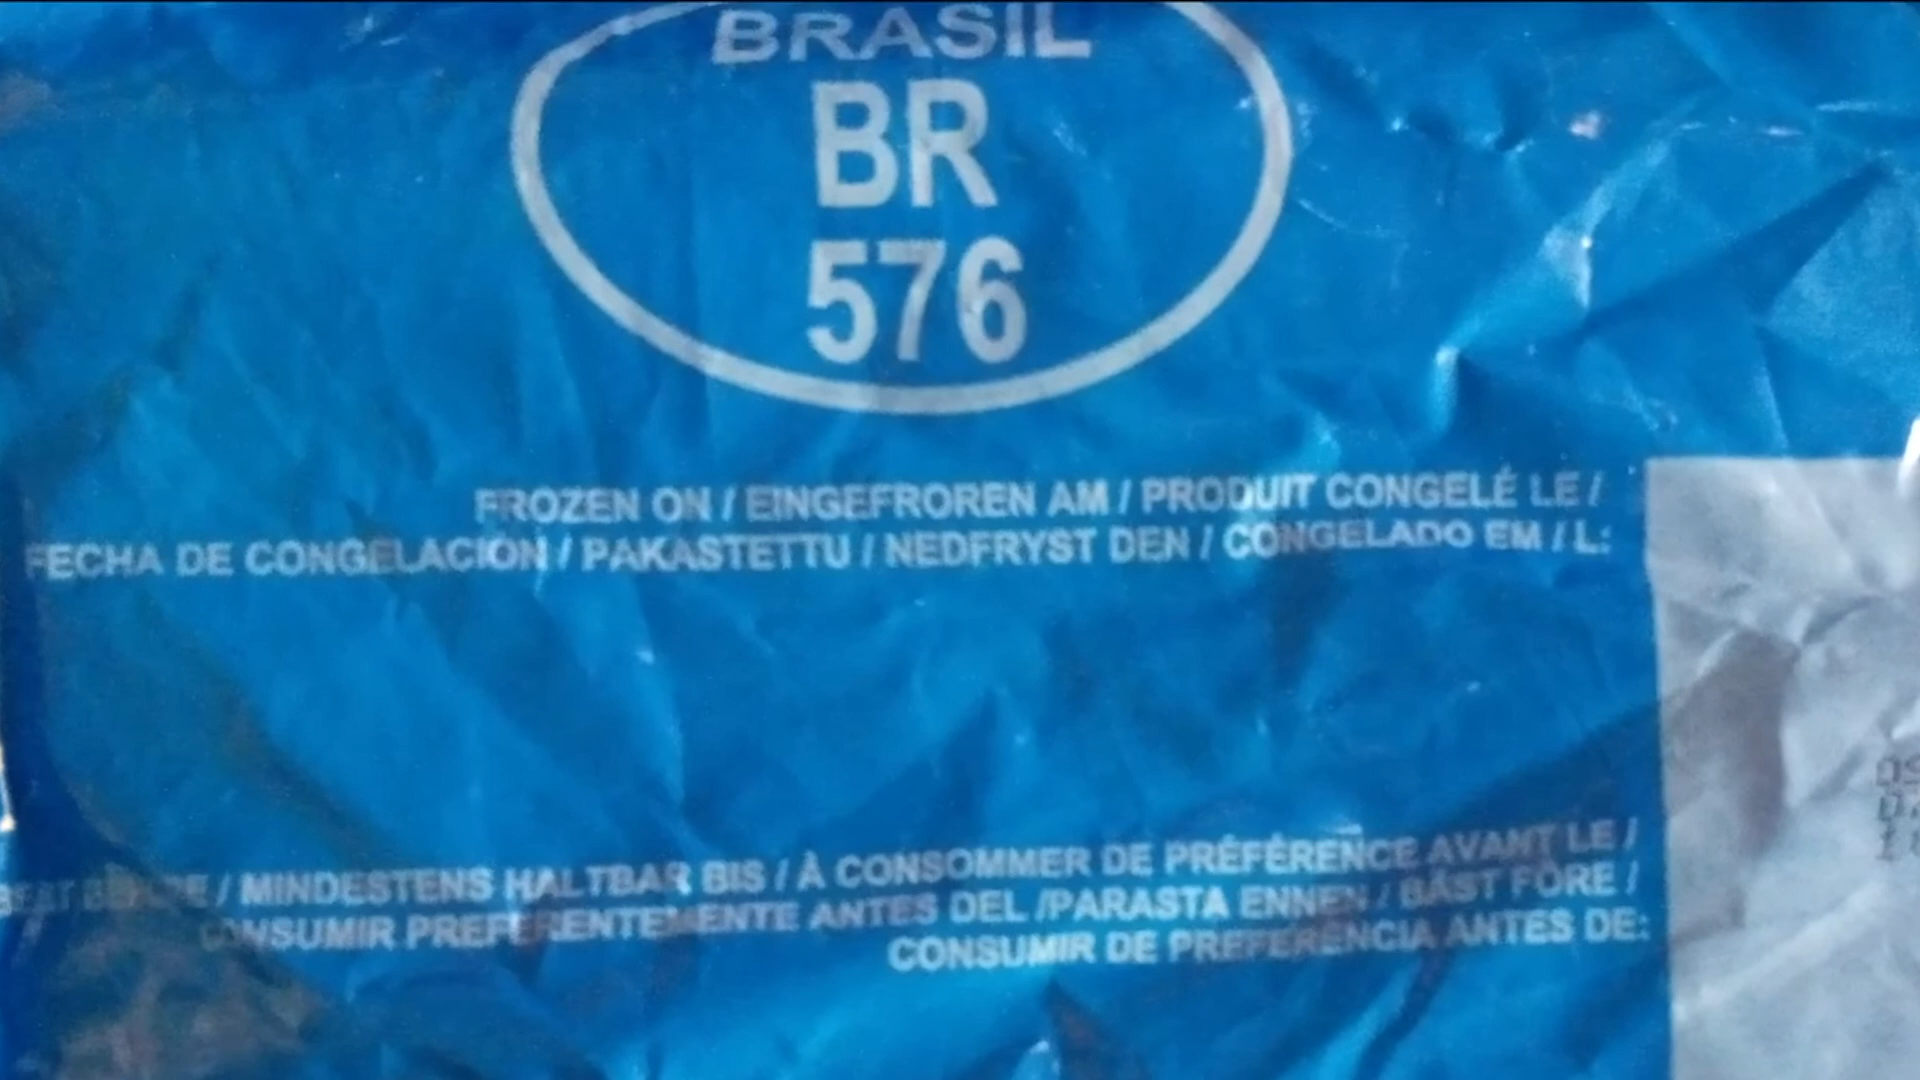 BRASIL
BR
576
FROZEN ON / EINGEFROREN AM / PRODUIT CONGELÉ LE /
FECHA DE CONGELACION / PAKASTETTU / NEDFRYST DEN / CONGELADO EM / L:
/ MINDESTENS HALTBAR BIS / À CONSOMMER DE PRÉFÉRENCE AVANT LE /
CONSUMIR PREFERENTEMENTE ANTES DEL /PARASTA ENNEN / BÄST FÖRE /
CONSUMIR DE PREFERENCIA ANTES DE: